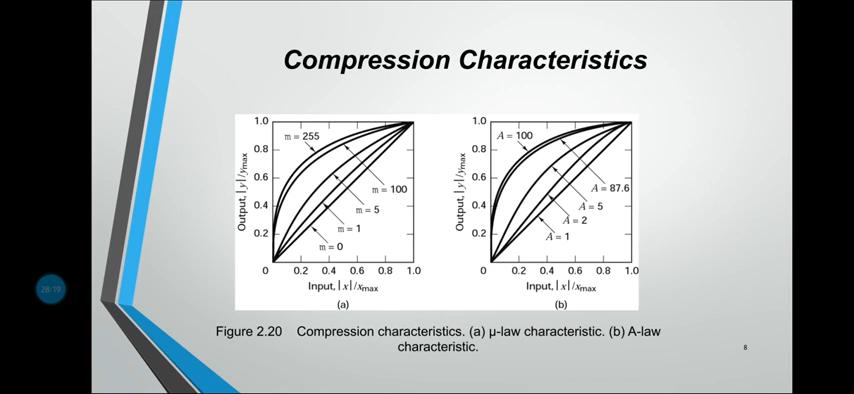 Compression Characteristics
1.0
0.8
0.6
0.4
0.2
0
0.2
0.4
0.6
0.8
1.0
Output, |y|/ymax
m = 255
m = 100
m = 5
m = 1
m = 0
Input, |x|/xmax
(a)
1.0
0.8
0.6
0.4
0.2
0
0.2
0.4
0.6
0.8
1.0
Output, |y|/ymax
A = 100
A = 87.6
A = 5
A = 2
A = 1
Input, |x|/xmax
(b)
Figure 2.20 Compression characteristics. (a) μ-law characteristic. (b) A-law
characteristic.
8
28/19